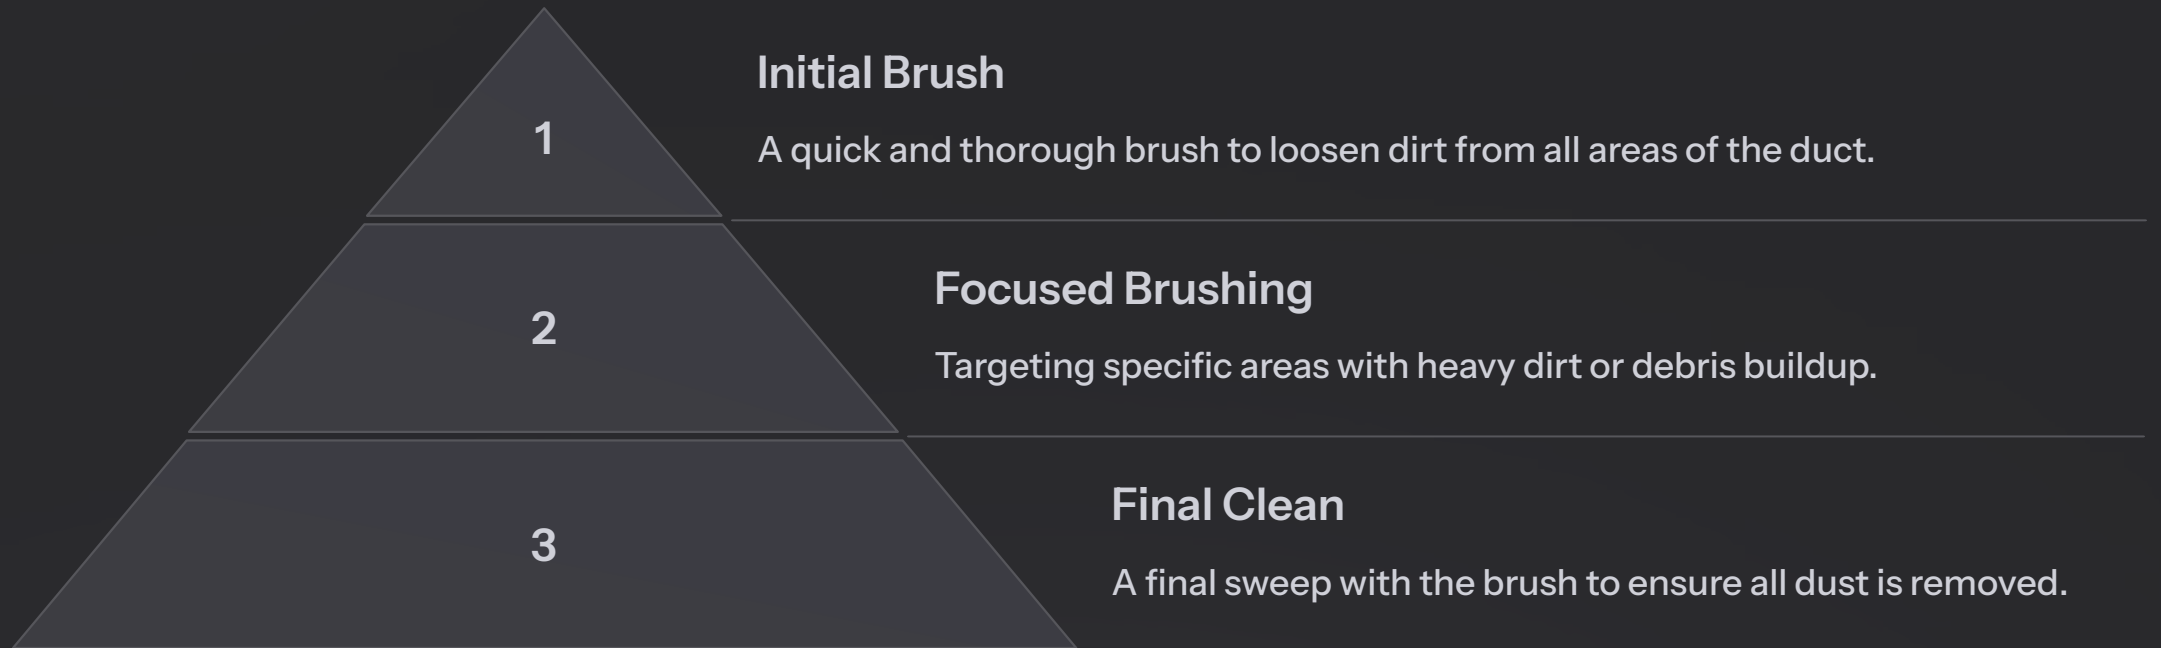 1
Initial Brush
A quick and thorough brush to loosen dirt from all areas of the duct.
2
Focused Brushing
Targeting specific areas with heavy dirt or debris buildup.
3
Final Clean
A final sweep with the brush to ensure all dust is removed.